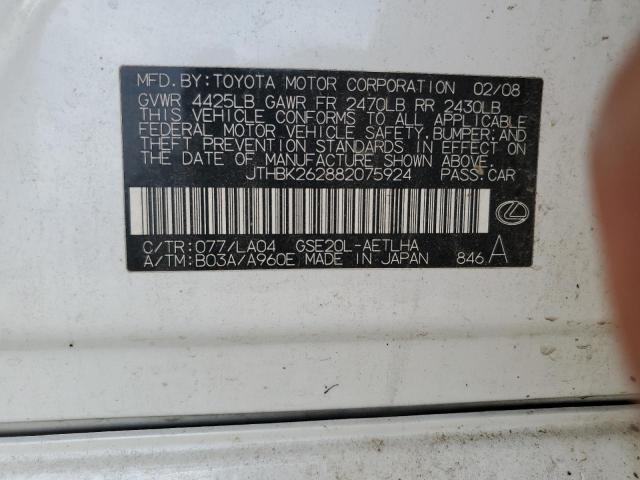 MFD. BY: TOYOTA MOTOR CORPORATION 02/08
GVWR 4425LB GAWR FR 2470LB RR 2430LB
THIS VEHICLE CONFORMS TO ALL APPLICABLE
FEDERAL MOTOR VEHICLE SAFETY, BUMPER, AND
THEFT PREVENTION STANDARDS IN EFFECT ON
THE DATE OF MANUFACTURE SHOWN ABOVE.
JTHBK262882075924 PASS. CAR
C/TR: 077/LA04 GSE20L-AETLHA
A/TM: B03A/A960E MADE IN JAPAN 846 A